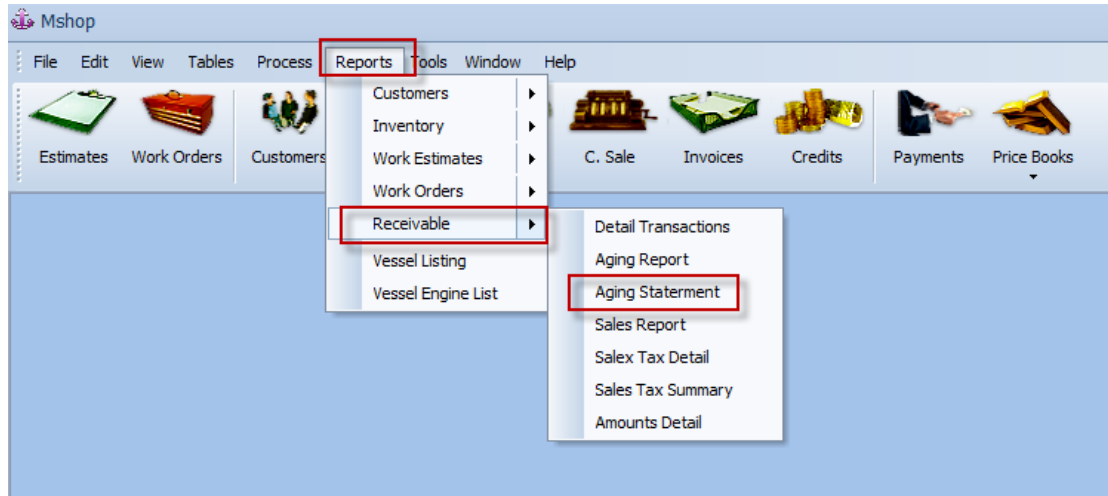 Mshop
File Edit View Tables Process Reports Tools Window Help
Estimates Work Orders Customers C. Sale Invoices Credits Payments Price Books
Customers
Inventory
Work Estimates
Work Orders
Receivable
Vessel Listing
Vessel Engine List
Detail Transactions
Aging Report
Aging Staterment
Sales Report
Salex Tax Detail
Sales Tax Summary
Amounts Detail